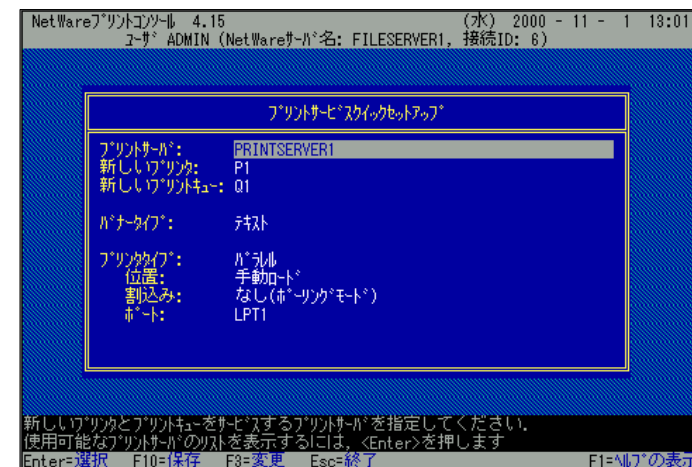 NetWareﾌﾟﾘﾝﾄｺﾝｿｰﾙ 4.15 (水) 2000 - 11 - 1 13:01
ﾕｰｻﾞ ADMIN (NetWareｻｰﾊﾞ名: FILESERVER1, 接続ID: 6)
ﾌﾟﾘﾝﾄｻｰﾋﾞｽｸｲｯｸｾｯﾄｱｯﾌﾟ
ﾌﾟﾘﾝﾄｻｰﾊﾞ: PRINTSERVER1
新しいﾌﾟﾘﾝﾀ: P1
新しいﾌﾟﾘﾝﾄｷｭｰ: Q1
ﾊﾞﾅｰﾀｲﾌﾟ: ﾃｷｽﾄ
ﾌﾟﾘﾝﾀﾀｲﾌﾟ: ﾊﾟﾗﾚﾙ
位置: 手動ﾛｰﾄﾞ
割込み: なし(ﾎﾟｰﾘﾝｸﾞﾓｰﾄﾞ)
ﾎﾟｰﾄ: LPT1
新しいﾌﾟﾘﾝﾀとﾌﾟﾘﾝﾄｷｭｰをｻｰﾋﾞｽするﾌﾟﾘﾝﾄｻｰﾊﾞを指定してください.
使用可能なﾌﾟﾘﾝﾄｻｰﾊﾞのﾘｽﾄを表示するには, <Enter>を押します
Enter=選択 F10=保存 F3=変更 Esc=終了 F1=ﾍﾙﾌﾟの表示